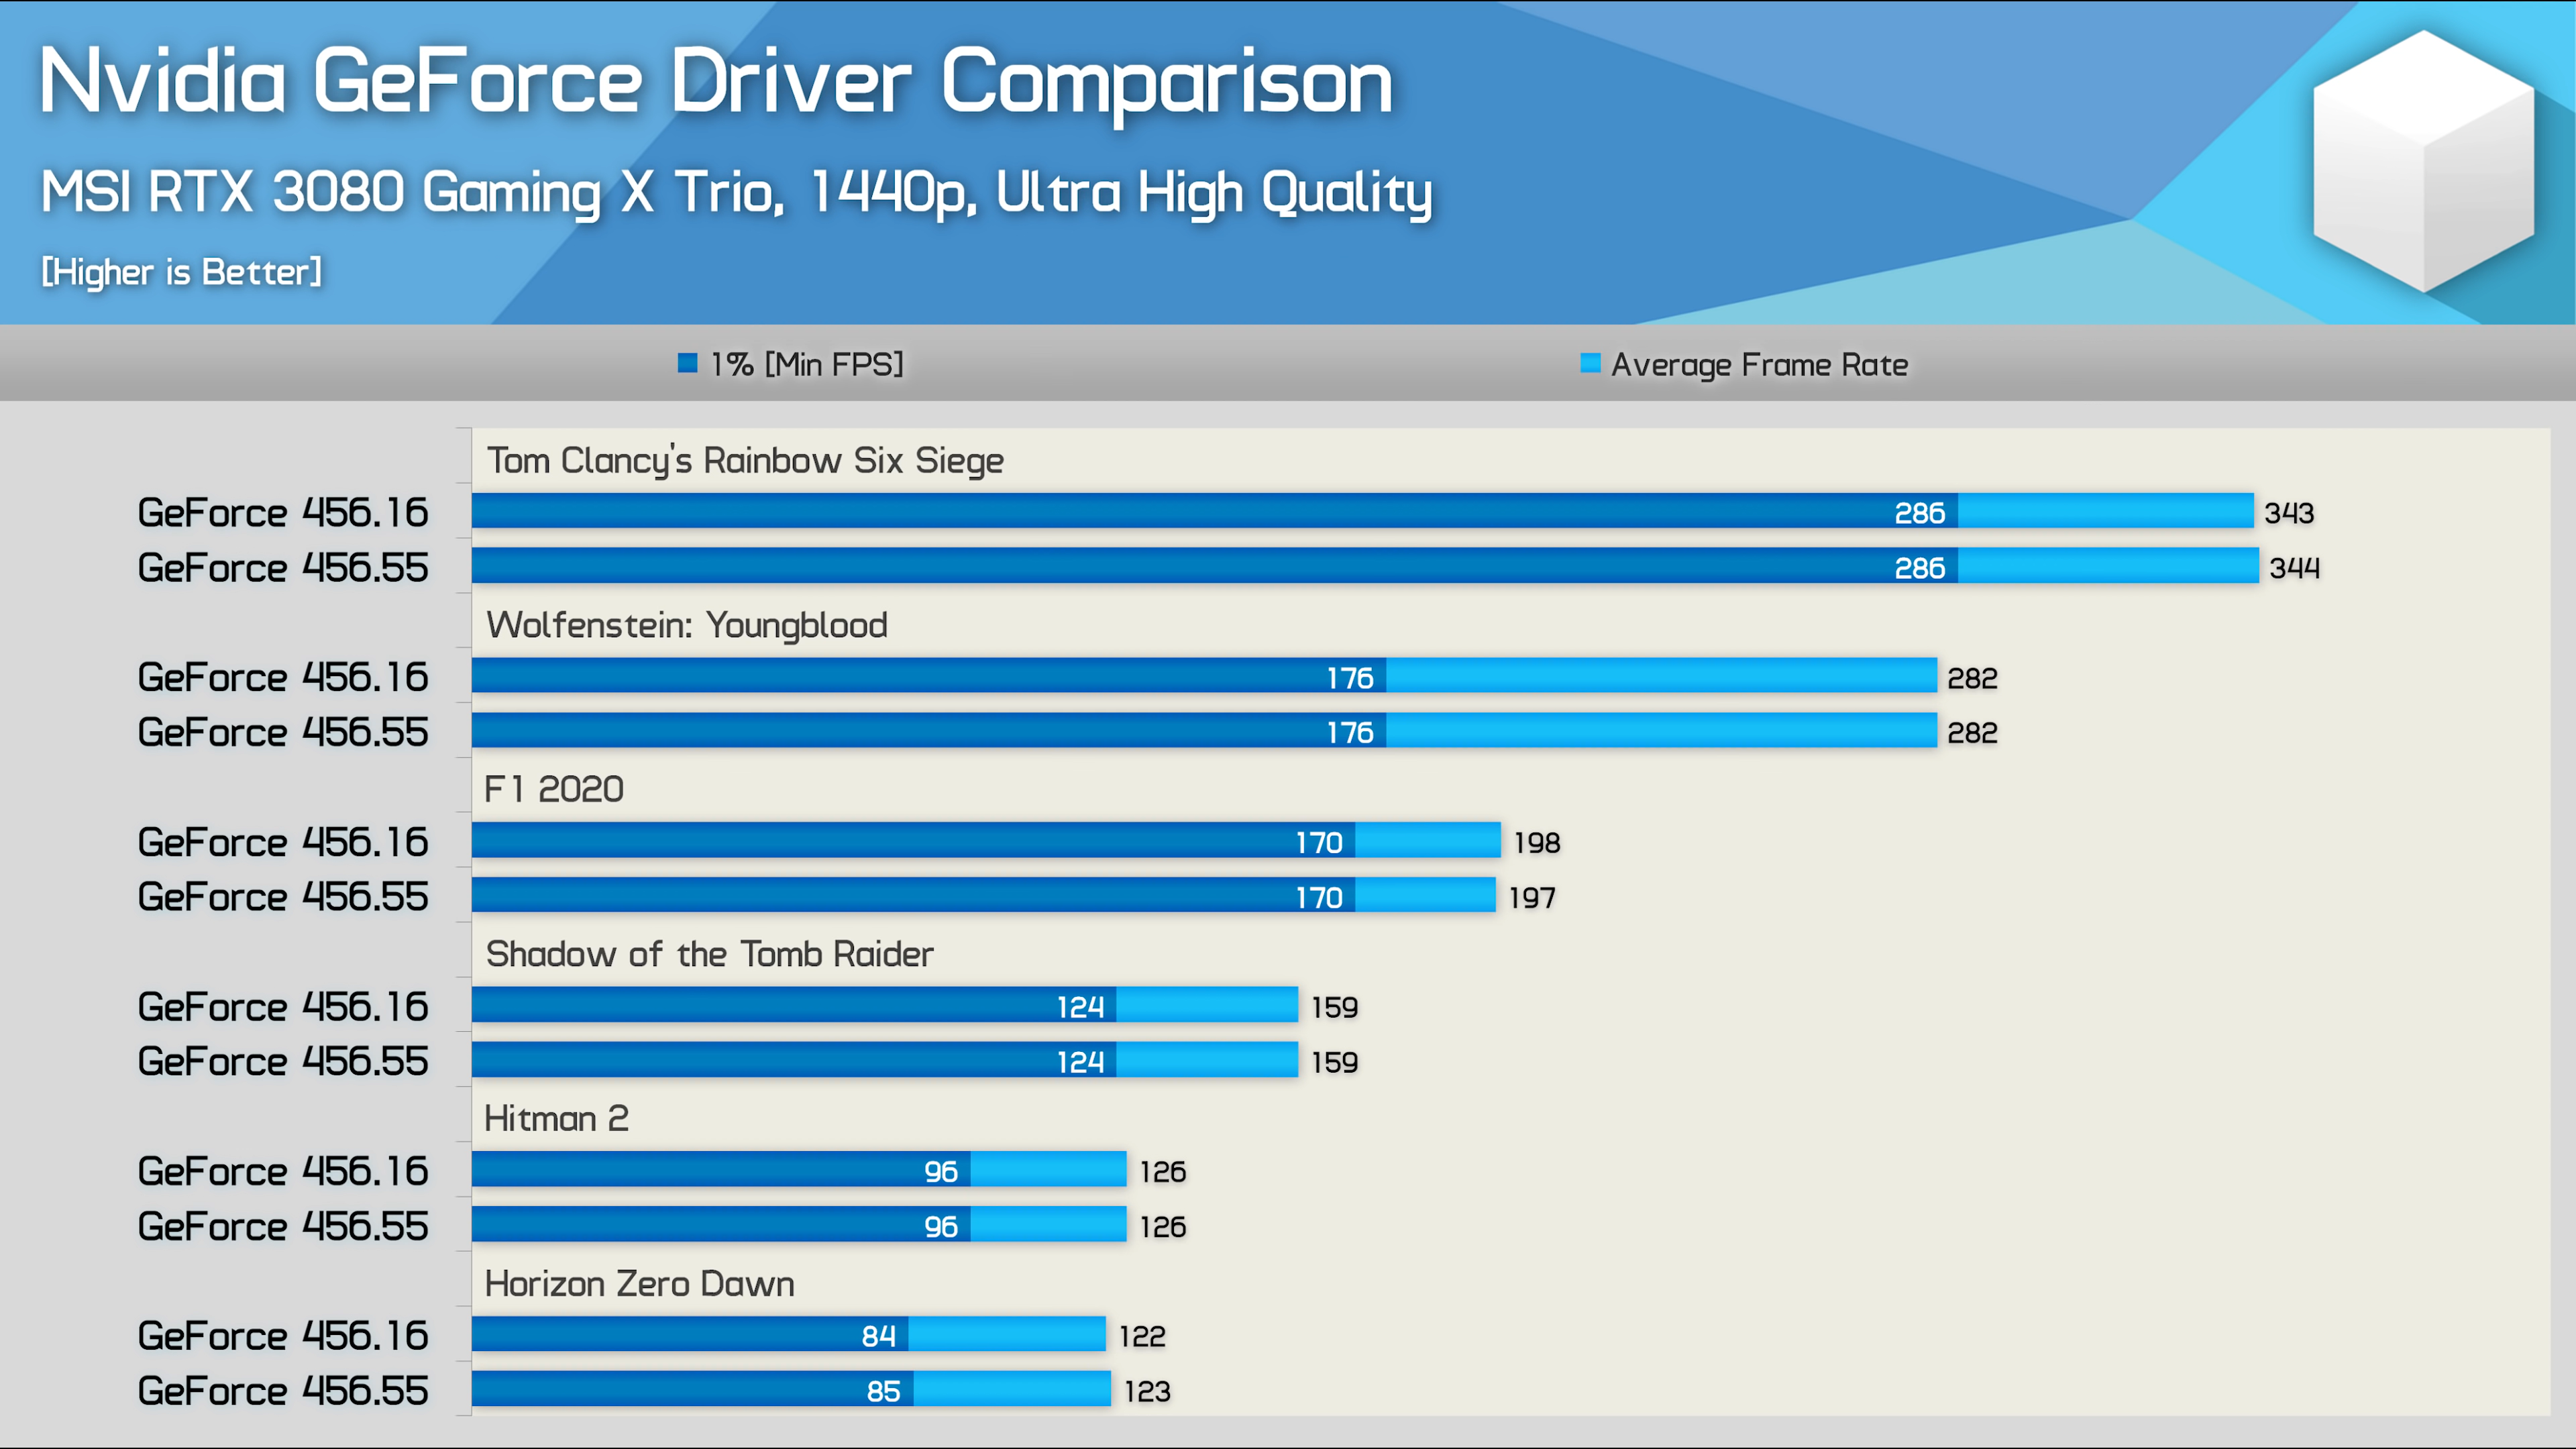 Nvidia GeForce Driver Comparison
MSI RTX 3080 Gaming X Trio, 1440p, Ultra High Quality
[Higher is Better]
1% [Min FPS] Average Frame Rate
Tom Clancy's Rainbow Six Siege
GeForce 456.16 286 343
GeForce 456.55 286 344
Wolfenstein: Youngblood
GeForce 456.16 176 282
GeForce 456.55 176 282
F1 2020
GeForce 456.16 170 198
GeForce 456.55 170 197
Shadow of the Tomb Raider
GeForce 456.16 124 159
GeForce 456.55 124 159
Hitman 2
GeForce 456.16 96 126
GeForce 456.55 96 126
Horizon Zero Dawn
GeForce 456.16 84 122
GeForce 456.55 85 123